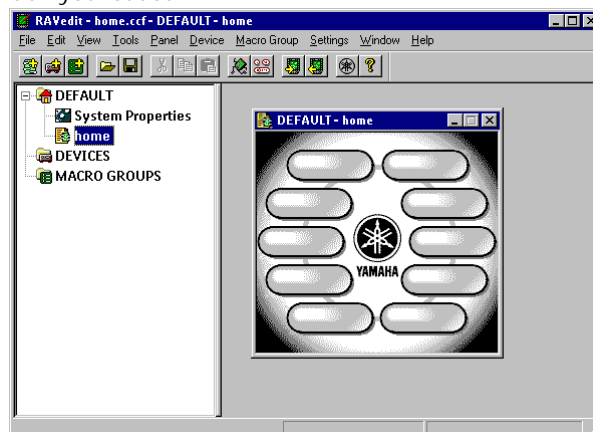 RAVedit - home.ccf - DEFAULT - home
File Edit View Tools Panel Device Macro Group Settings Window Help
DEFAULT
System Properties
home
DEVICES
MACRO GROUPS
DEFAULT - home
YAMAHA